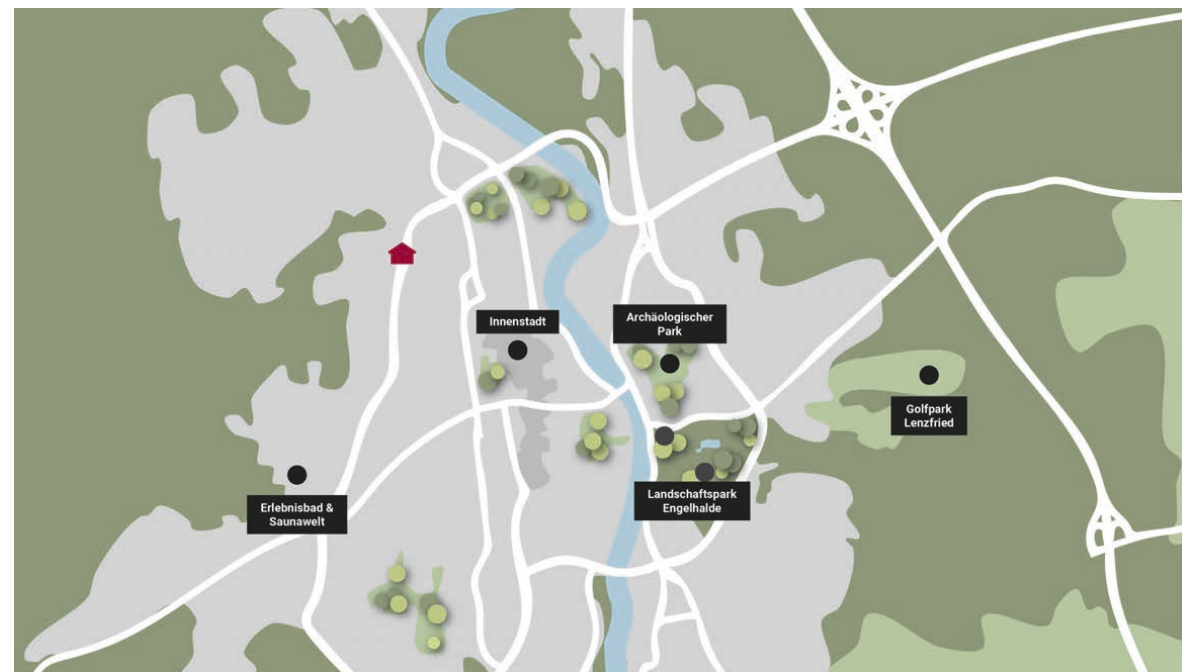 Innenstadt
Archäologischer
Park
Golfpark
Lenzfried
Erlebnisbad &
Saunawelt
Landschaftspark
Engelhalde